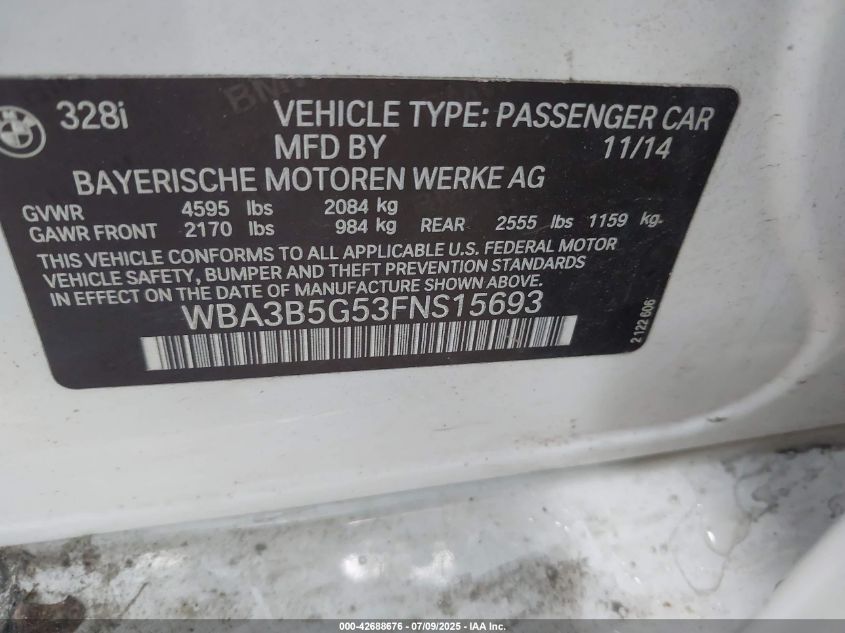 328i VEHICLE TYPE: PASSENGER CAR
MFD BY 11/14
BAYERISCHE MOTOREN WERKE AG
GVWR 4595 lbs 2084 kg
GAWR FRONT 2170 lbs 984 kg REAR 2555 lbs 1159 kg
THIS VEHICLE CONFORMS TO ALL APPLICABLE U.S. FEDERAL MOTOR
VEHICLE SAFETY, BUMPER AND THEFT PREVENTION STANDARDS
IN EFFECT ON THE DATE OF MANUFACTURE SHOWN ABOVE.
WBA3B5G53FNS15693
2 122 606
000-42688676 | 07/09/2025 | IAA Inc.